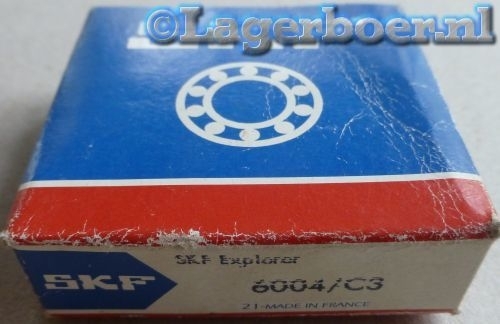 ©Lagerboer.nl
SKF Explorer
SKF
6004/C3
21-MADE IN FRANCE